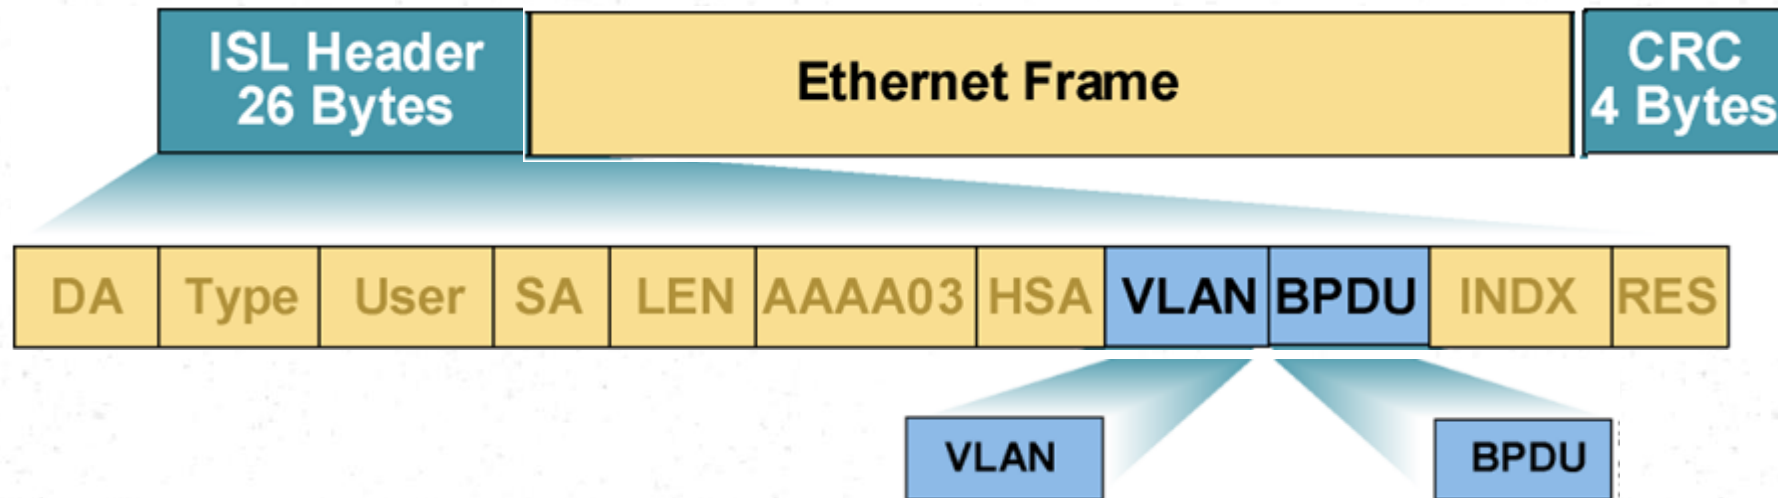 ISL Header
26 Bytes
Ethernet Frame
CRC
4 Bytes
DA Type User SA LEN AAAA03 HSA VLAN BPDU INDX RES
VLAN BPDU